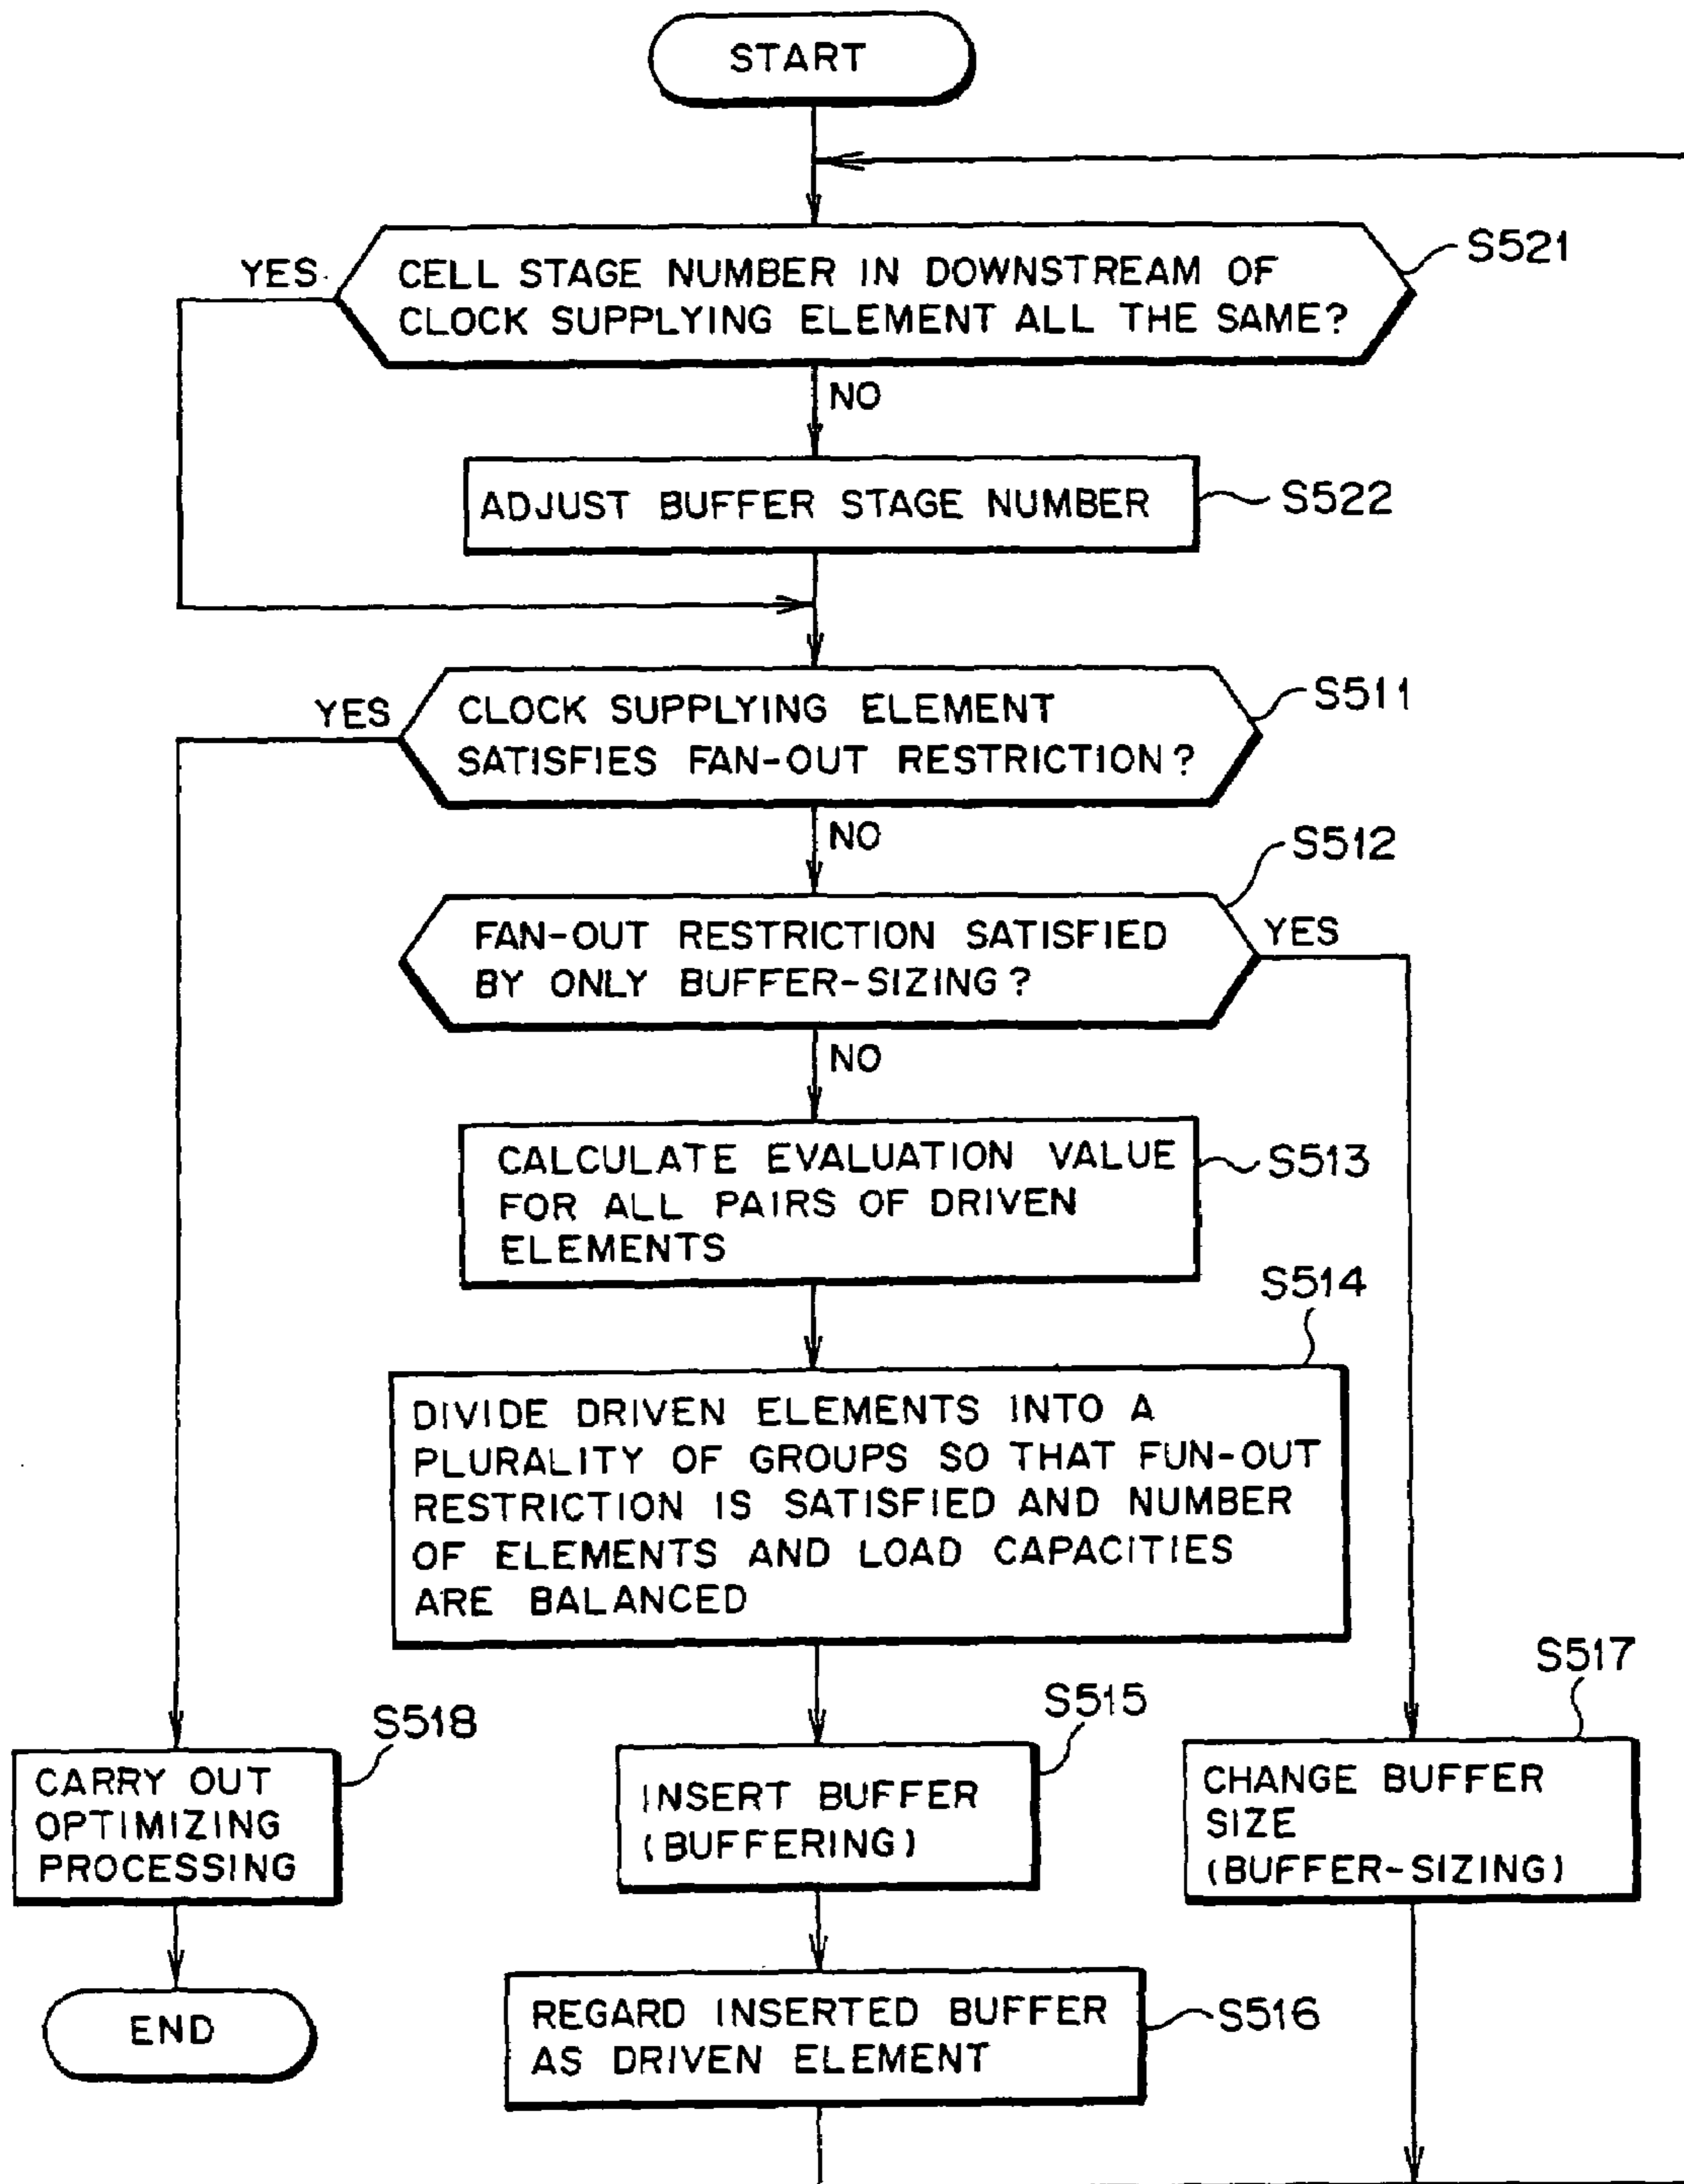 START
YES
CELL STAGE NUMBER IN DOWNSTREAM OF
CLOCK SUPPLYING ELEMENT ALL THE SAME?
S521
NO
ADJUST BUFFER STAGE NUMBER
S522
YES
CLOCK SUPPLYING ELEMENT
SATISFIES FAN-OUT RESTRICTION?
S511
NO
S512
FAN-OUT RESTRICTION SATISFIED
BY ONLY BUFFER-SIZING?
YES
NO
CALCULATE EVALUATION VALUE
FOR ALL PAIRS OF DRIVEN
ELEMENTS
S513
S514
DIVIDE DRIVEN ELEMENTS INTO A
PLURALITY OF GROUPS SO THAT FUN-OUT
RESTRICTION IS SATISFIED AND NUMBER
OF ELEMENTS AND LOAD CAPACITIES
ARE BALANCED
S518
CARRY OUT
OPTIMIZING
PROCESSING
S515
INSERT BUFFER
(BUFFERING)
S517
CHANGE BUFFER
SIZE
(BUFFER-SIZING)
END
REGARD INSERTED BUFFER
AS DRIVEN ELEMENT
S516